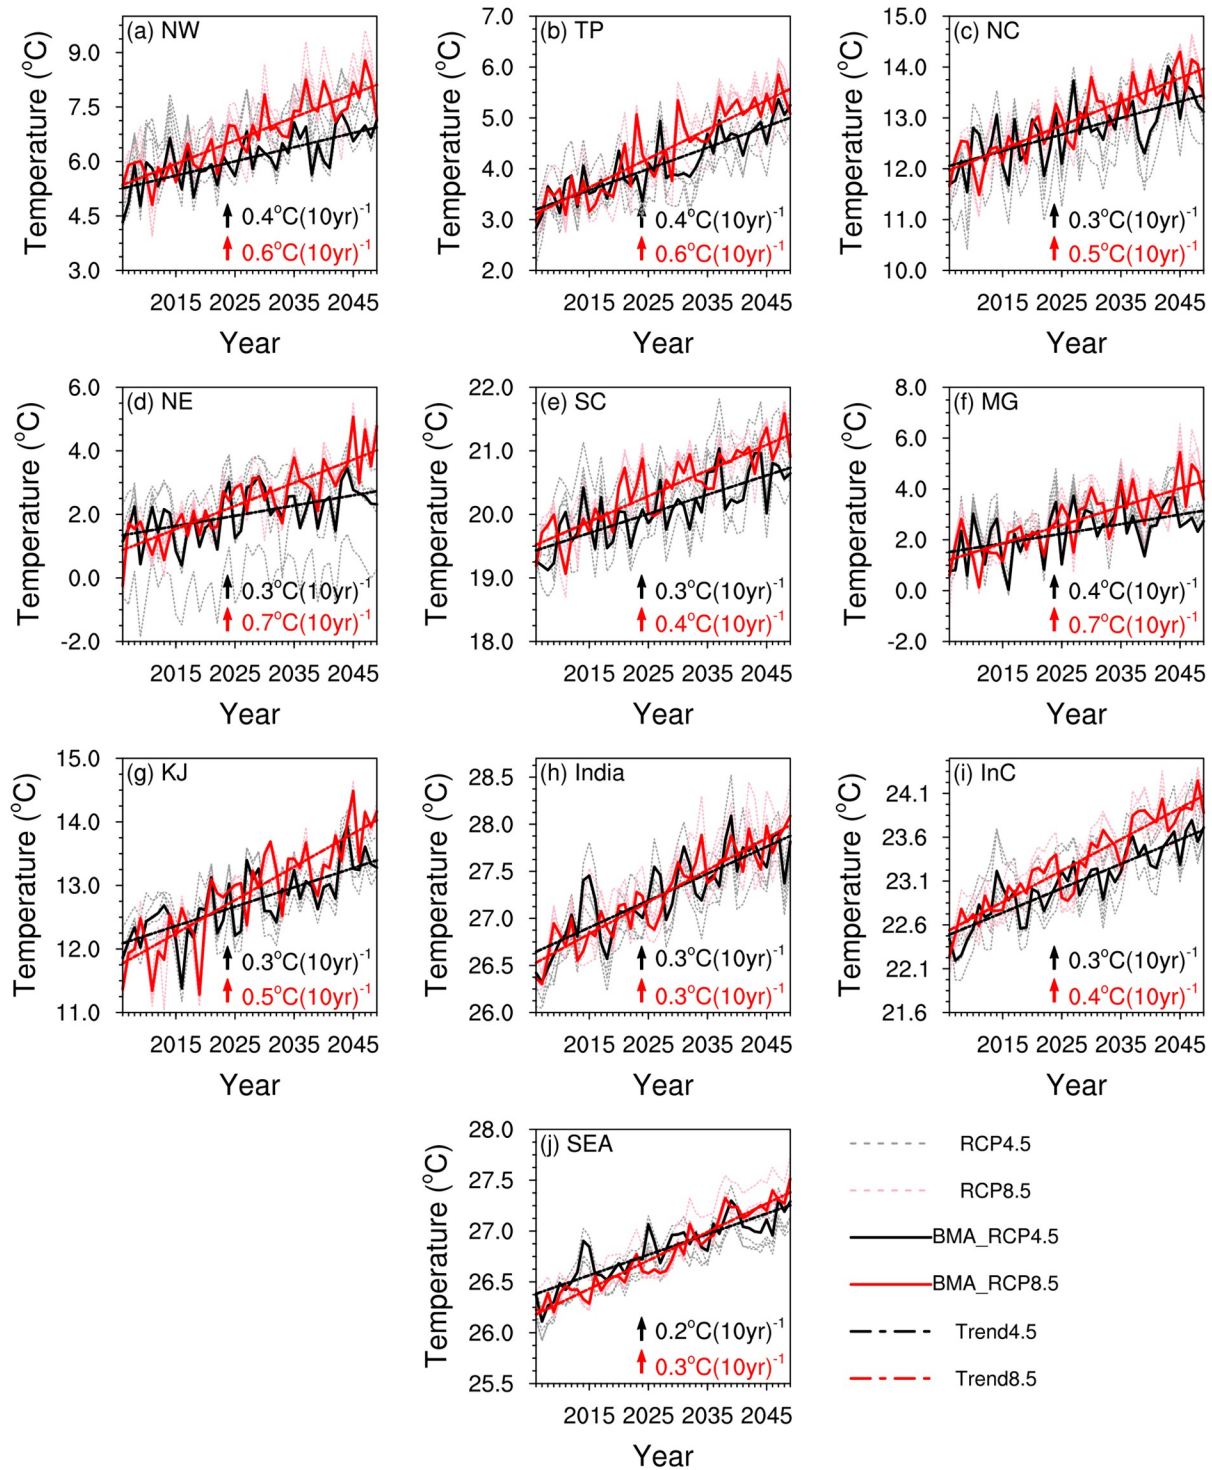 (a) NW
Temperature (°C)
9.0
7.5
6.0
4.5
3.0
0.4°C(10yr)-1
0.6°C(10yr)-1
2015 2025 2035 2045
Year
(b) TP
Temperature (°C)
7.0
6.0
5.0
4.0
3.0
2.0
0.4°C(10yr)-1
0.6°C(10yr)-1
2015 2025 2035 2045
Year
(c) NC
Temperature (°C)
15.0
14.0
13.0
12.0
11.0
10.0
0.3°C(10yr)-1
0.5°C(10yr)-1
2015 2025 2035 2045
Year
(d) NE
Temperature (°C)
6.0
4.0
2.0
0.0
-2.0
0.3°C(10yr)-1
0.7°C(10yr)-1
2015 2025 2035 2045
Year
(e) SC
Temperature (°C)
22.0
21.0
20.0
19.0
18.0
0.3°C(10yr)-1
0.4°C(10yr)-1
2015 2025 2035 2045
Year
(f) MG
Temperature (°C)
8.0
6.0
4.0
2.0
0.0
-2.0
0.4°C(10yr)-1
0.7°C(10yr)-1
2015 2025 2035 2045
Year
(g) KJ
Temperature (°C)
15.0
14.0
13.0
12.0
11.0
0.3°C(10yr)-1
0.5°C(10yr)-1
2015 2025 2035 2045
Year
(h) India
Temperature (°C)
28.5
28.0
27.5
27.0
26.5
26.0
0.3°C(10yr)-1
0.3°C(10yr)-1
2015 2025 2035 2045
Year
(i) InC
Temperature (°C)
24.1
23.6
23.1
22.6
22.1
21.6
0.3°C(10yr)-1
0.4°C(10yr)-1
2015 2025 2035 2045
Year
(j) SEA
Temperature (°C)
28.0
27.5
27.0
26.5
26.0
25.5
0.2°C(10yr)-1
0.3°C(10yr)-1
2015 2025 2035 2045
Year
RCP4.5
RCP8.5
BMA_RCP4.5
BMA_RCP8.5
Trend4.5
Trend8.5